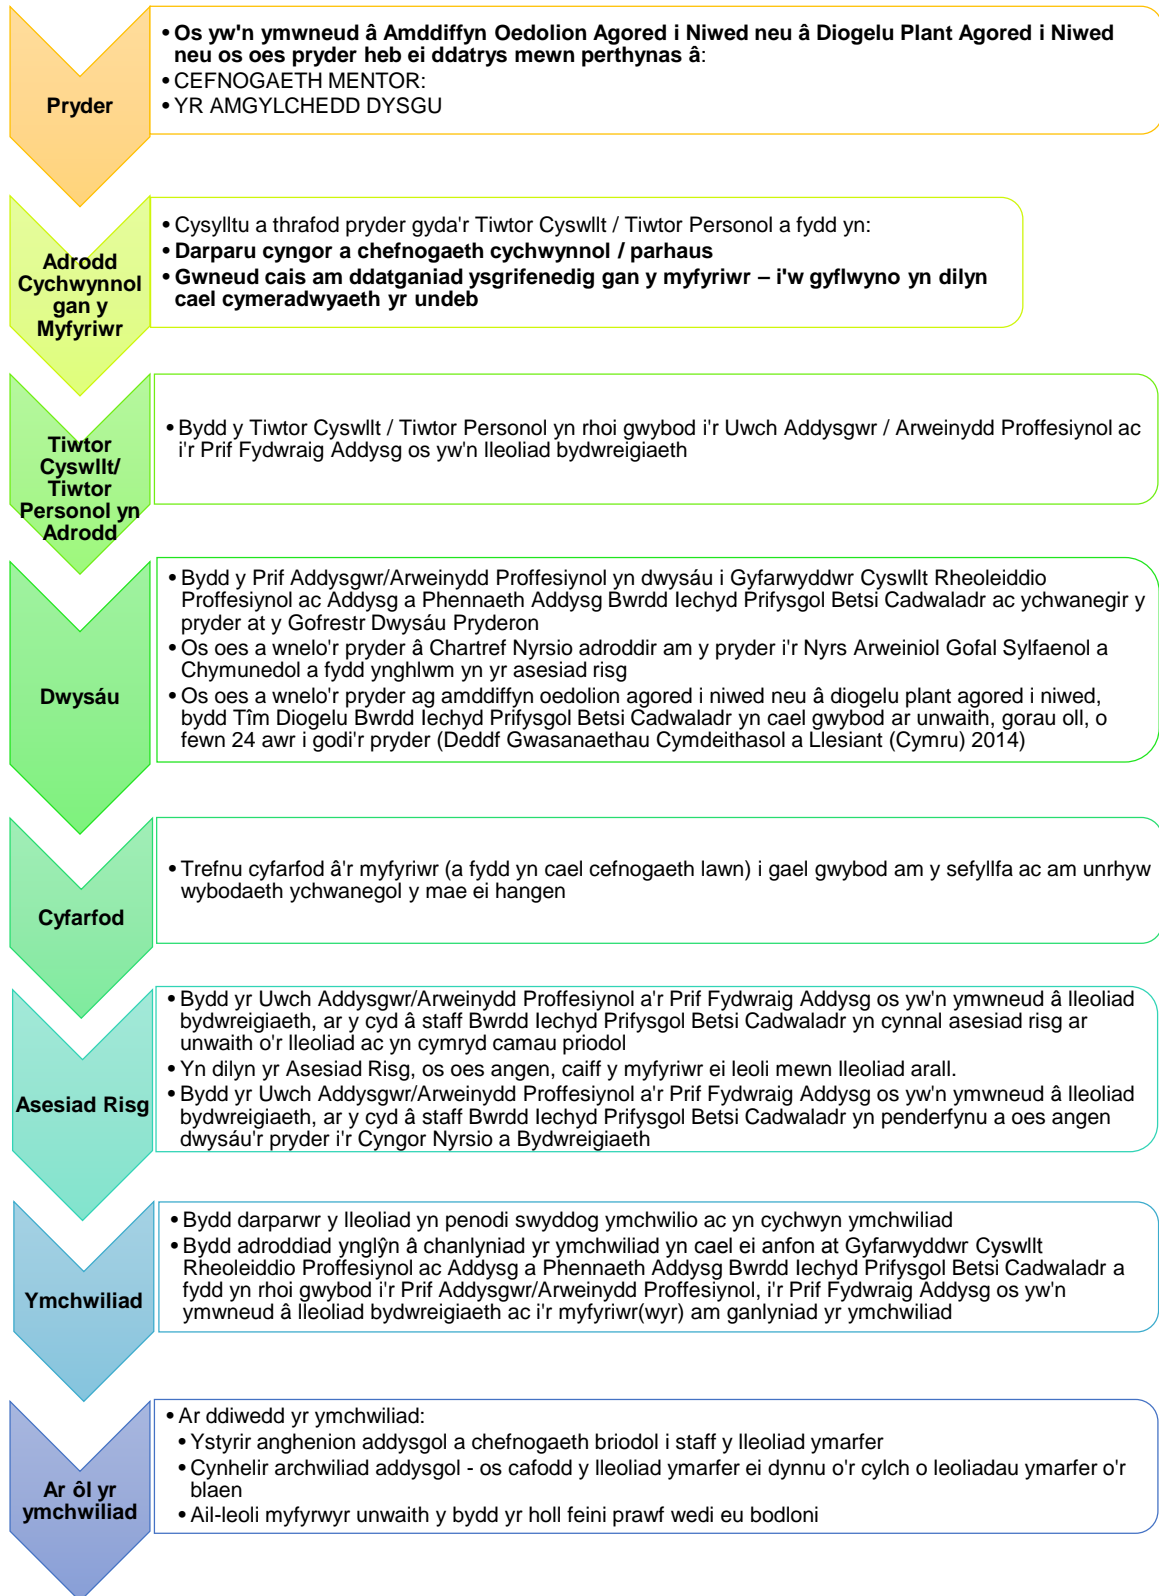 Pryder
• Os yw'n ymwneud â Amddiffyn Oedolion Agored i Niwed neu â Diogelu Plant Agored i Niwed
neu os oes pryder heb ei ddatrys mewn perthynas â:
• CEFNOGAETH MENTOR:
• YR AMGYLCHEDD DYSGU
Adrodd
Cychwynnol
gan y
Myfyriwr
• Cysylltu a thrafod pryder gyda'r Tiwtor Cyswllt / Tiwtor Personol a fydd yn:
• Darparu cyngor a chefnogaeth cychwynnol / parhaus
• Gwneud cais am ddatganiad ysgrifenedig gan y myfyriwr – i'w gyflwyno yn dilyn
cael cymeradwyaeth yr undeb
Tiwtor
Cyswllt/
Tiwtor
Personol yn
Adrodd
• Bydd y Tiwtor Cyswllt / Tiwtor Personol yn rhoi gwybod i'r Uwch Addysgwr / Arweinydd Proffesiynol ac
i'r Prif Fydwraig Addysg os yw'n lleoliad bydwreigiaeth
Dwysáu
• Bydd y Prif Addysgwr/Arweinydd Proffesiynol yn dwysáu i Gyfarwyddwr Cyswllt Rheoleiddio
Proffesiynol ac Addysg a Phennaeth Addysg Bwrdd Iechyd Prifysgol Betsi Cadwaladr ac ychwanegir y
pryder at y Gofrestr Dwysáu Pryderon
• Os oes a wnelo'r pryder â Chartref Nyrsio adroddir am y pryder i'r Nyrs Arweiniol Gofal Sylfaenol a
Chymunedol a fydd ynghlwm yn yr asesiad risg
• Os oes a wnelo'r pryder ag amddiffyn oedolion agored i niwed neu â diogelu plant agored i niwed,
bydd Tîm Diogelu Bwrdd Iechyd Prifysgol Betsi Cadwaladr yn cael gwybod ar unwaith, gorau oll, o
fewn 24 awr i godi'r pryder (Deddf Gwasanaethau Cymdeithasol a Llesiant (Cymru) 2014)
Cyfarfod
• Trefnu cyfarfod â'r myfyriwr (a fydd yn cael cefnogaeth lawn) i gael gwybod am y sefyllfa ac am unrhyw
wybodaeth ychwanegol y mae ei hangen
Asesiad Risg
• Bydd yr Uwch Addysgwr/Arweinydd Proffesiynol a'r Prif Fydwraig Addysg os yw'n ymwneud â lleoliad
bydwreigiaeth, ar y cyd â staff Bwrdd Iechyd Prifysgol Betsi Cadwaladr yn cynnal asesiad risg ar
unwaith o'r lleoliad ac yn cymryd camau priodol
• Yn dilyn yr Asesiad Risg, os oes angen, caiff y myfyriwr ei leoli mewn lleoliad arall.
• Bydd yr Uwch Addysgwr/Arweinydd Proffesiynol a'r Prif Fydwraig Addysg os yw'n ymwneud â lleoliad
bydwreigiaeth, ar y cyd â staff Bwrdd Iechyd Prifysgol Betsi Cadwaladr yn penderfynu a oes angen
dwysáu'r pryder i'r Cyngor Nyrsio a Bydwreigiaeth
Ymchwiliad
• Bydd darparwr y lleoliad yn penodi swyddog ymchwilio ac yn cychwyn ymchwiliad
• Bydd adroddiad ynglŷn â chanlyniad yr ymchwiliad yn cael ei anfon at Gyfarwyddwr Cyswllt
Rheoleiddio Proffesiynol ac Addysg a Phennaeth Addysg Bwrdd Iechyd Prifysgol Betsi Cadwaladr a
fydd yn rhoi gwybod i'r Prif Addysgwr/Arweinydd Proffesiynol, i'r Prif Fydwraig Addysg os yw'n
ymwneud â lleoliad bydwreigiaeth ac i'r myfyriwr(wyr) am ganlyniad yr ymchwiliad
Ar ôl yr
ymchwiliad
• Ar ddiwedd yr ymchwiliad:
• Ystyrir anghenion addysgol a chefnogaeth briodol i staff y lleoliad ymarfer
• Cynhelir archwiliad addysgol - os cafodd y lleoliad ymarfer ei dynnu o'r cylch o leoliadau ymarfer o'r
blaen
• Ail-leoli myfyrwyr unwaith y bydd yr holl feini prawf wedi eu bodloni